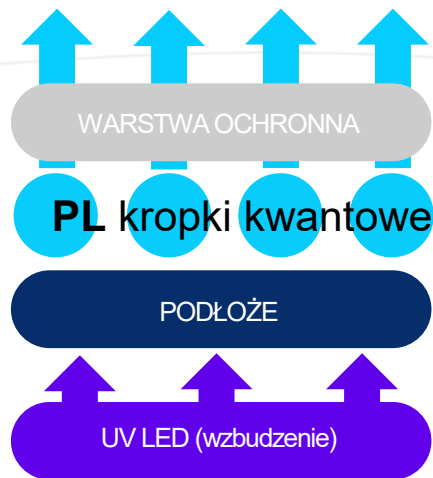 WARSTWA OCHRONNA
PL kropki kwantowe
PODŁOŻE
UV LED (wzbudzenie)